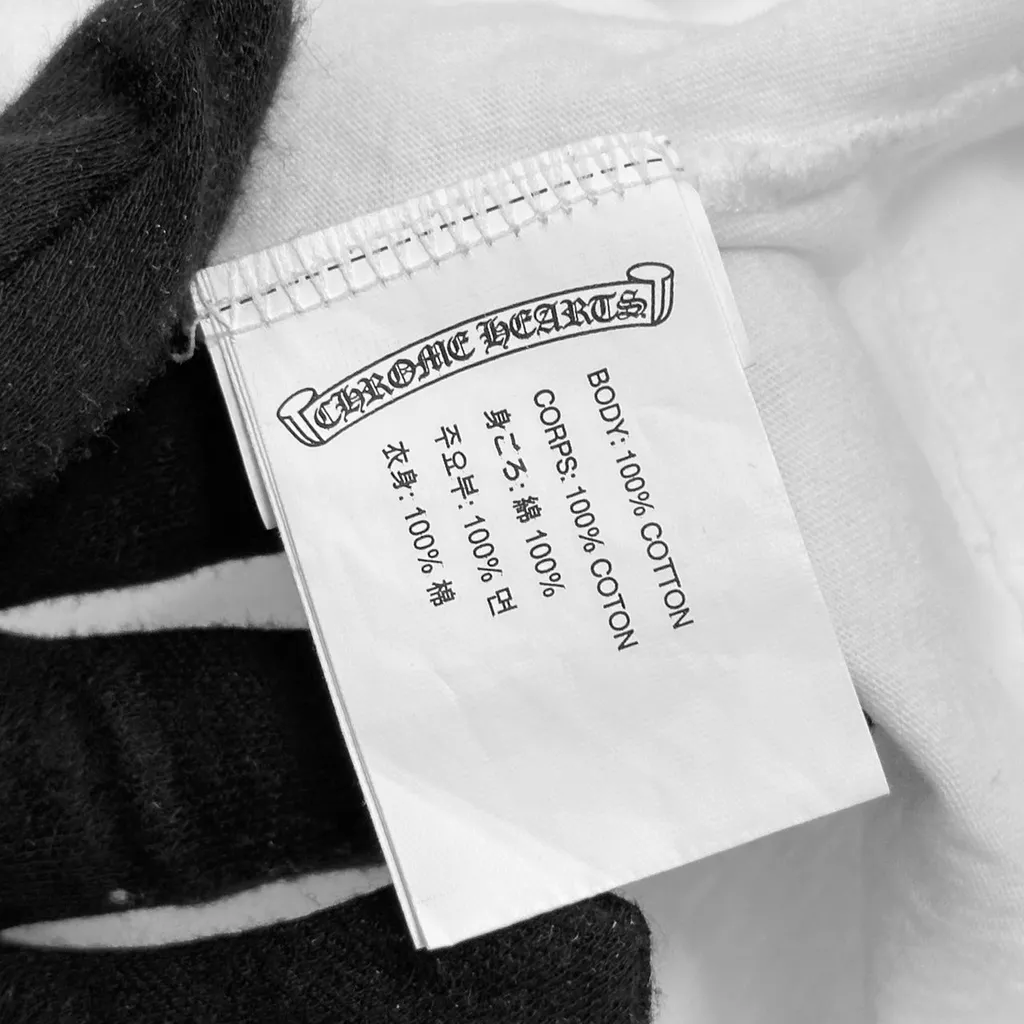 CHROME HEARTS
BODY: 100% COTTON
CORPS: 100% COTON
身ごろ: 綿 100%
주요부: 100% 면
衣身: 100% 棉